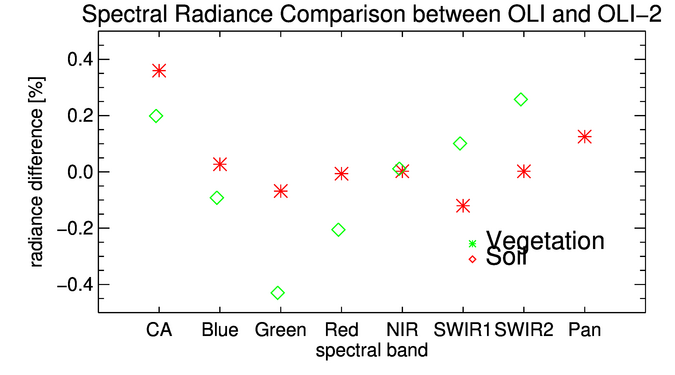 Spectral Radiance Comparison between OLI and OLI−2
radiance difference [%]
0.4
0.2
0.0
−0.2
−0.4
Vegetation
Soil
CA Blue Green Red NIR SWIR1 SWIR2 Pan
spectral band